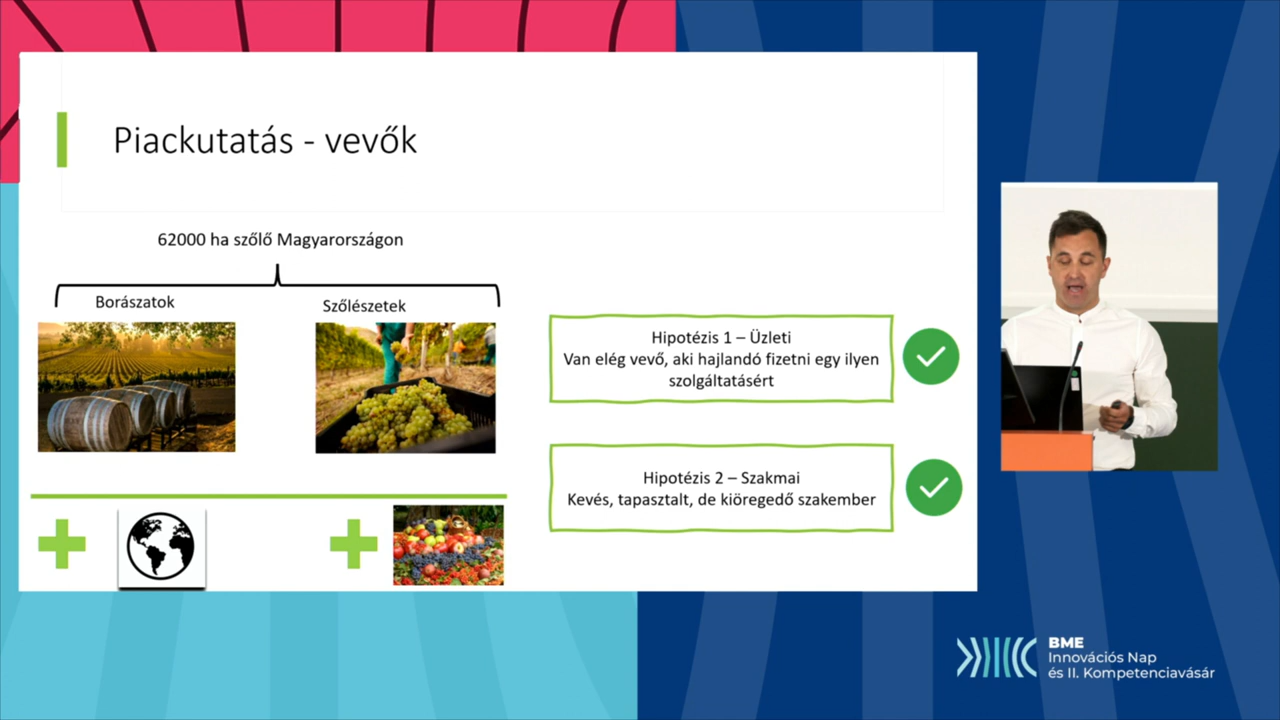 Piackutatás - vevők
62000 ha szőlő Magyarországon
Borászatok
Szőlészetek
Hipotézis 1 – Üzleti
Van elég vevő, aki hajlandó fizetni egy ilyen
szolgáltatásért
Hipotézis 2 – Szakmai
Kevés, tapasztalt, de kiöregedő szakember
BME
Innovációs Nap
és II. Kompetenciavásár